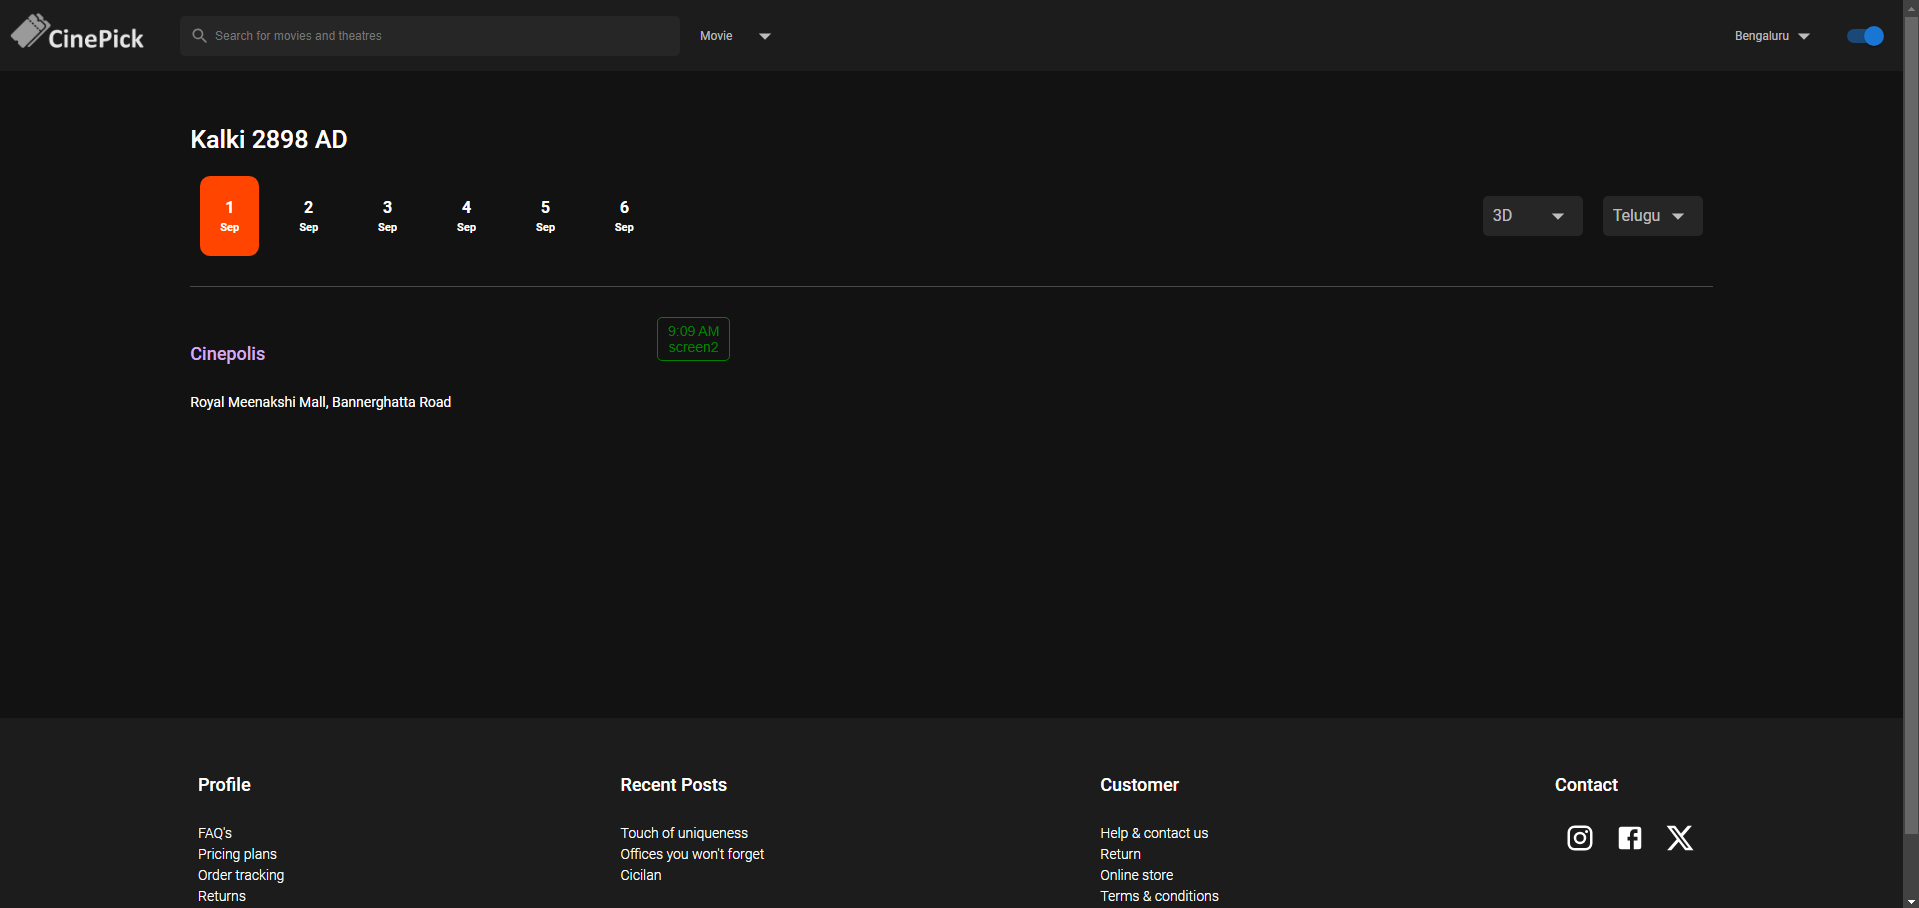 CinePick
Search for movies and theatres
Movie
Bengaluru
Kalki 2898 AD
1
Sep
2
Sep
3
Sep
4
Sep
5
Sep
6
Sep
3D
Telugu
Cinepolis
9:09 AM
screen2
Royal Meenakshi Mall, Bannerghatta Road
Profile
FAQ's
Pricing plans
Order tracking
Returns
Recent Posts
Touch of uniqueness
Offices you won't forget
Cicilan
Customer
Help & contact us
Return
Online store
Terms & conditions
Contact